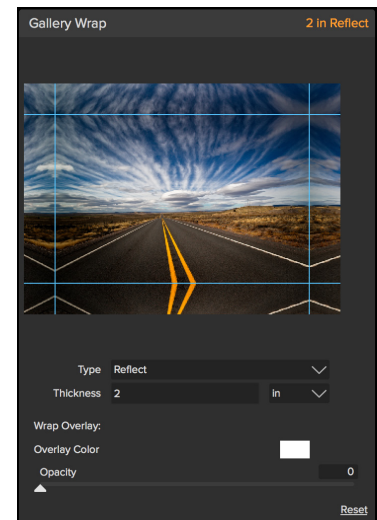 Gallery Wrap 2 in Reflect
Type Reflect
Thickness 2 in
Wrap Overlay:
Overlay Color
Opacity 0
Reset